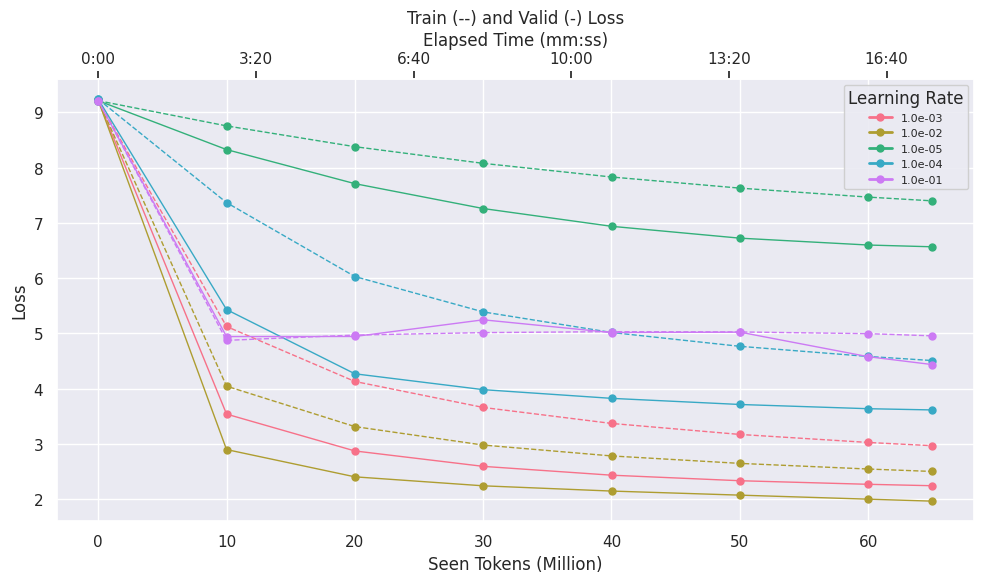 Train (--) and Valid (-) Loss
Elapsed Time (mm:ss)
0:00 3:20 6:40 10:00 13:20 16:40
Learning Rate
1.0e-03
1.0e-02
1.0e-05
1.0e-04
1.0e-01
Loss
9
8
7
6
5
4
3
2
0 10 20 30 40 50 60
Seen Tokens (Million)